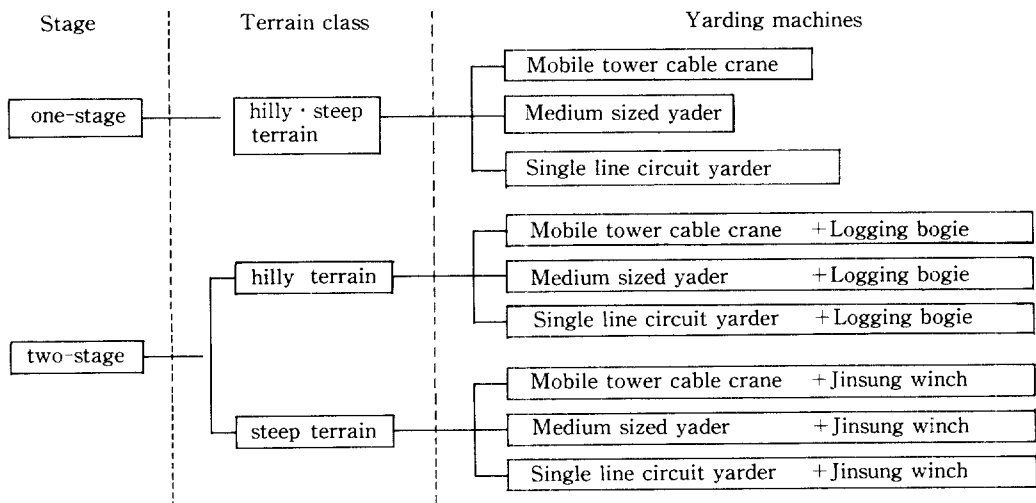 Stage Terrain class Yarding machines
Mobile tower cable crane
one-stage
hilly · steep
terrain
Medium sized yader
Single line circuit yarder
Mobile tower cable crane +Logging bogie
hilly terrain
Medium sized yader +Logging bogie
Single line circuit yarder +Logging bogie
two-stage
Mobile tower cable crane +Jinsung winch
steep terrain
Medium sized yader +Jinsung winch
Single line circuit yarder +Jinsung winch